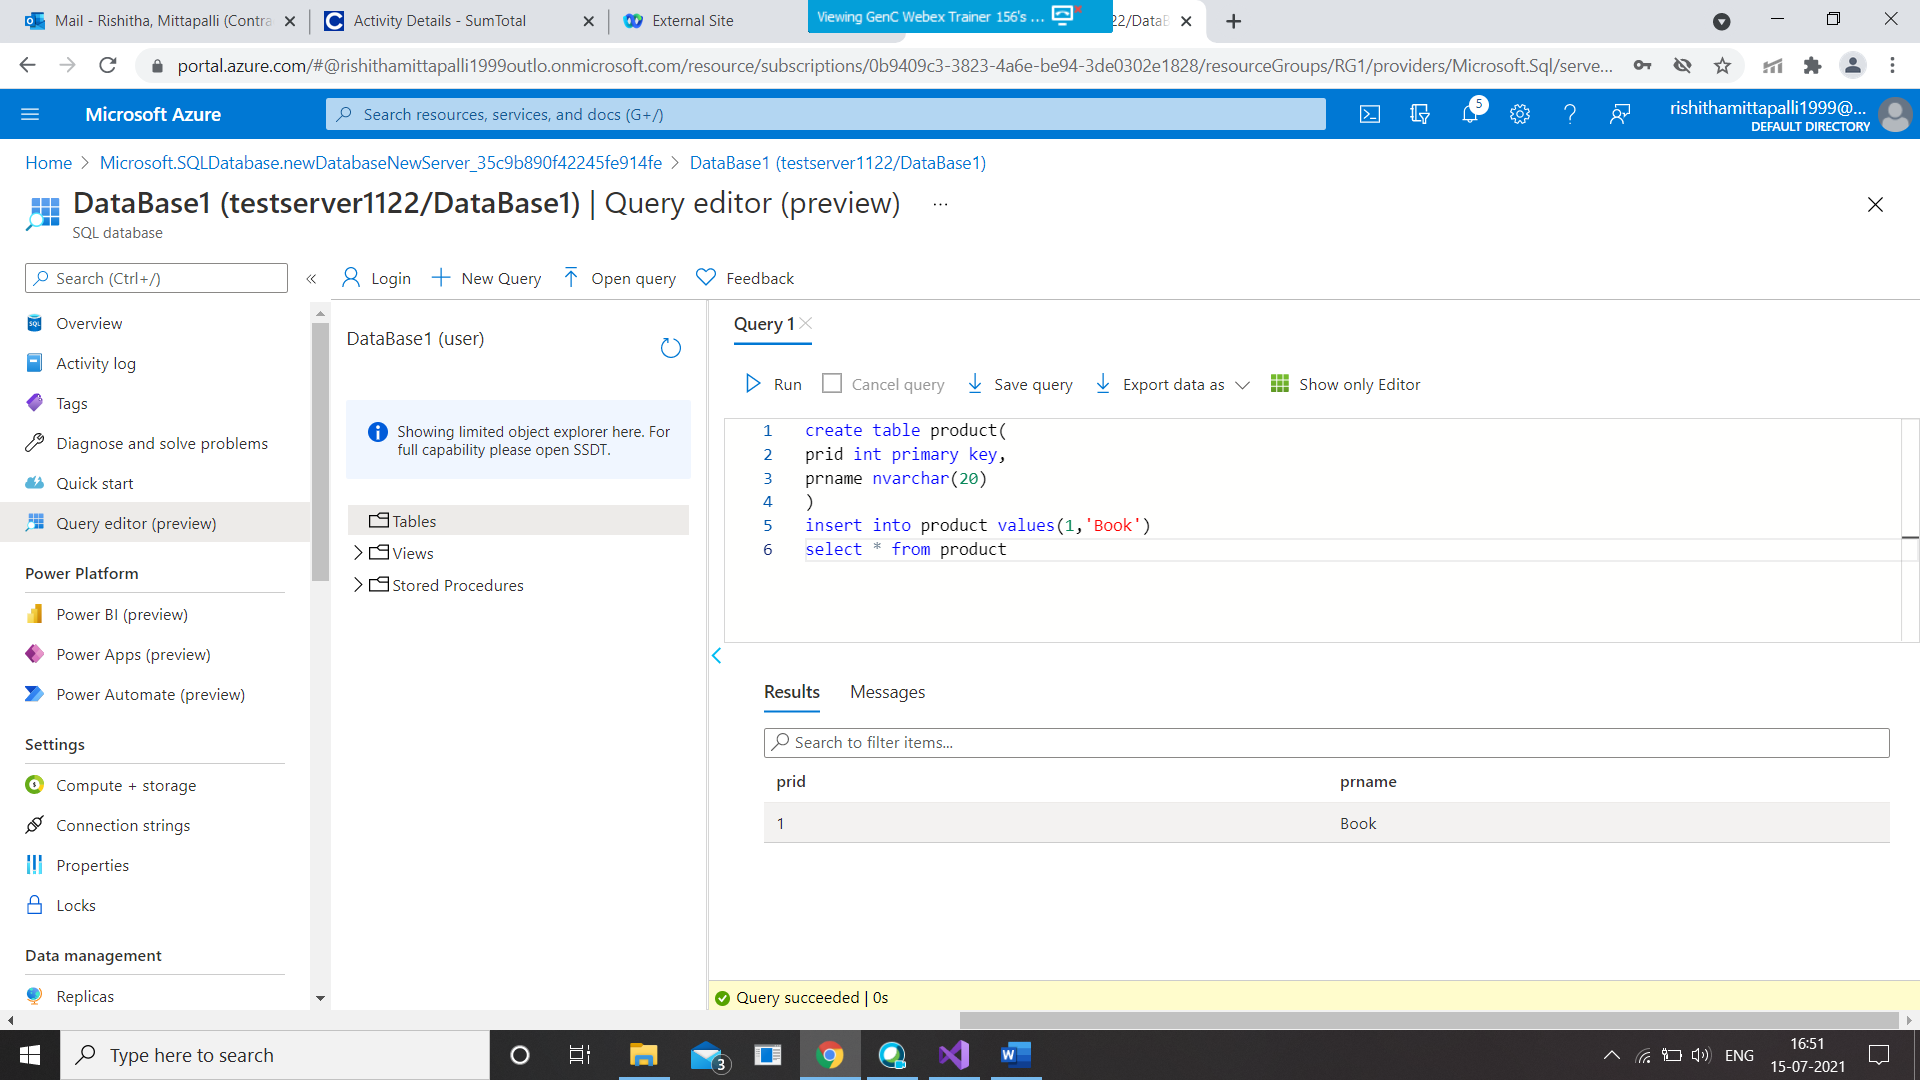 Mail - Rishitha, Mittapalli (Contra
Activity Details - SumTotal
External Site
Viewing GenC Webex Trainer 156's ...
22/DataB
portal.azure.com/#@rishithamittapalli1999outlo.onmicrosoft.com/resource/subscriptions/0b9409c3-3823-4a6e-be94-3de0302e1828/resourceGroups/RG1/providers/Microsoft.Sql/serve...
Microsoft Azure
Search resources, services, and docs (G+/)
5
rishithamittapalli1999@...
DEFAULT DIRECTORY
Home > Microsoft.SQLDatabase.newDatabaseNewServer_35c9b890f42245fe914fe > DataBase1 (testserver1122/DataBase1)
DataBase1 (testserver1122/DataBase1) | Query editor (preview) ...
SQL database
Search (Ctrl+/)
«
Login
New Query
Open query
Feedback
Overview
Activity log
Tags
Diagnose and solve problems
Quick start
Query editor (preview)
Power Platform
Power BI (preview)
Power Apps (preview)
Power Automate (preview)
Settings
Compute + storage
Connection strings
Properties
Locks
Data management
Replicas
DataBase1 (user)
Showing limited object explorer here. For
full capability please open SSDT.
Tables
Views
Stored Procedures
Query 1
Run
Cancel query
Save query
Export data as
Show only Editor
1 create table product(
2 prid int primary key,
3 prname nvarchar(20)
4 )
5 insert into product values(1,'Book')
6 select * from product
Results
Messages
Search to filter items...
prid prname
1 Book
Query succeeded | 0s
Type here to search
3
ENG
16:51
15-07-2021